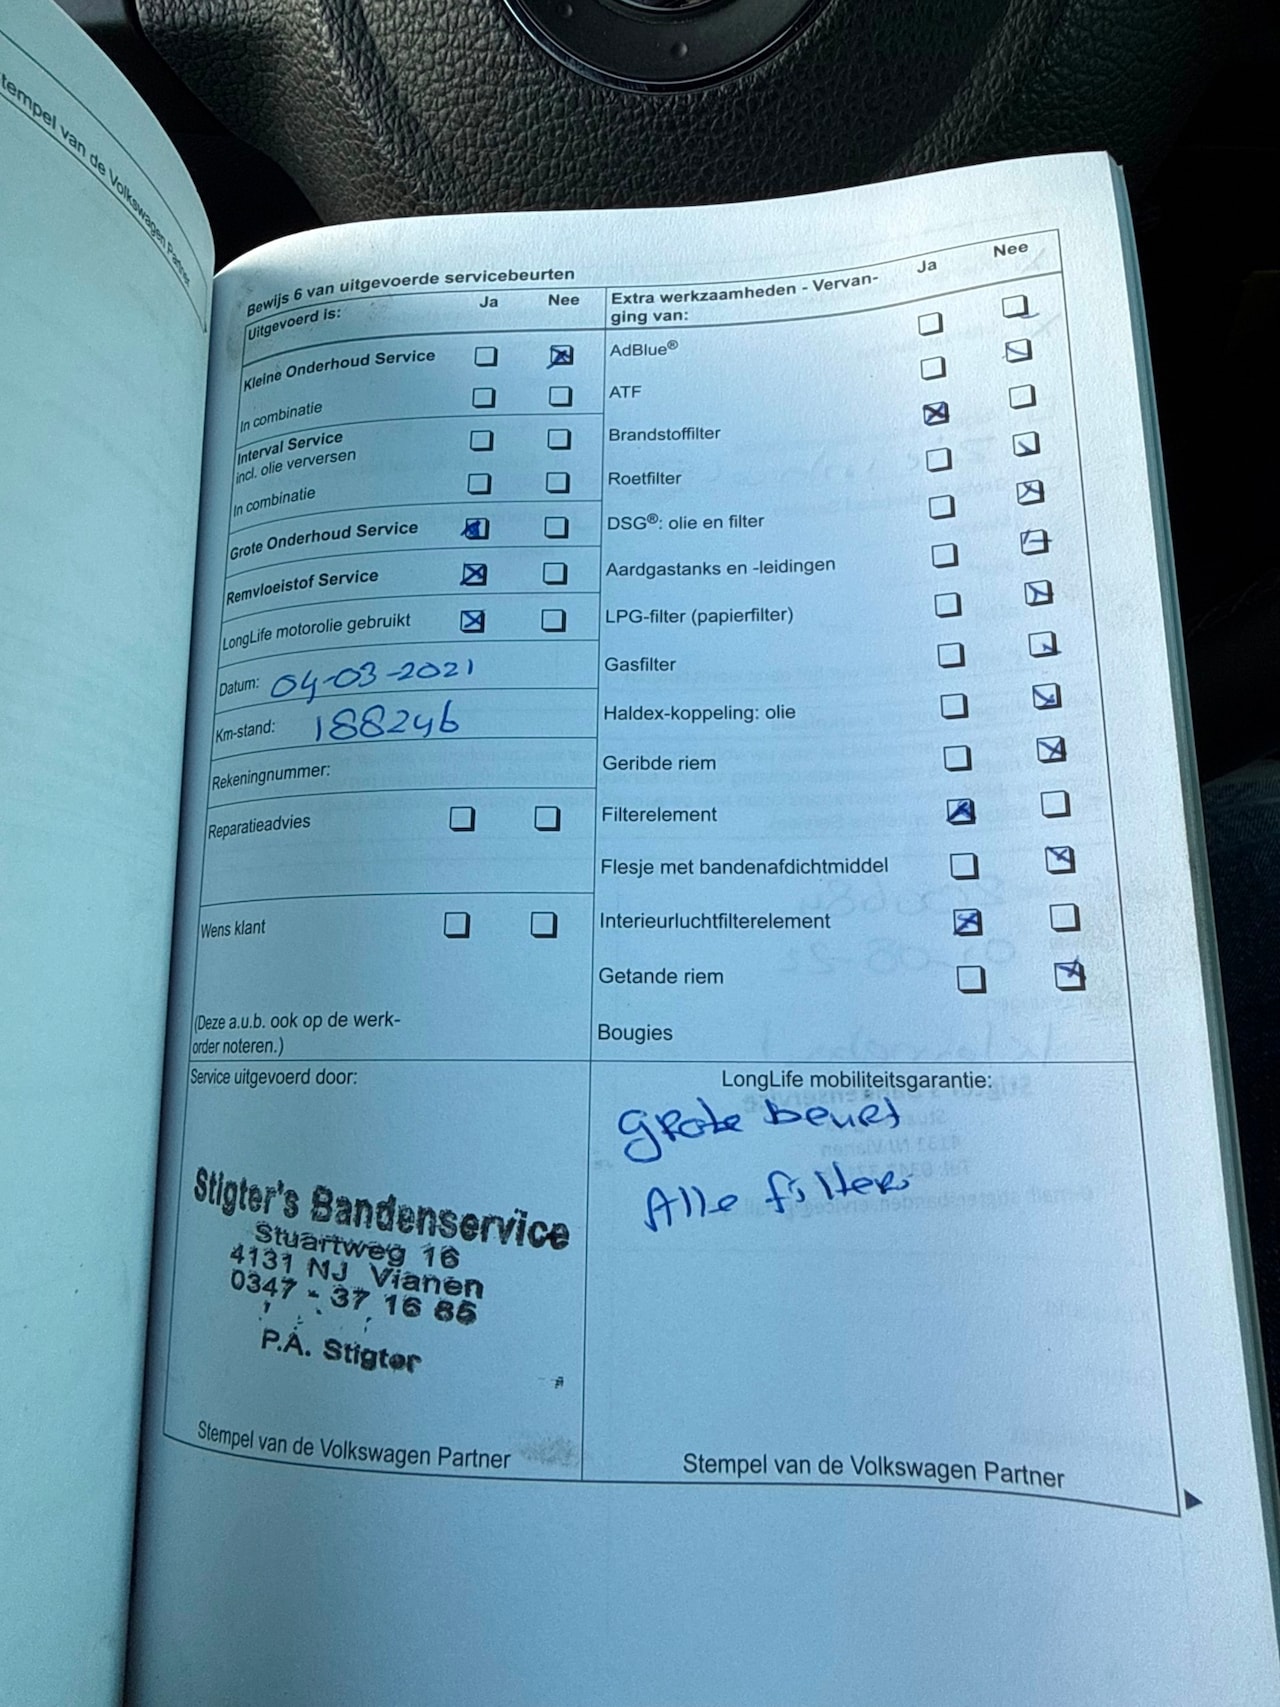 tempel van de Volkswagen Partner
Bewijs 6 van uitgevoerde servicebeurten
Uitgevoerd is:
Ja Nee
Kleine Onderhoud Service
In combinatie
Interval Service
incl. olie verversen
In combinatie
Grote Onderhoud Service
Remvloeistof Service
LongLife motorolie gebruikt
Datum: 04-03-2021
Km-stand: 188246
Rekeningnummer:
Reparatieadvies
Wens klant
(Deze a.u.b. ook op de werk-
order noteren.)
Extra werkzaamheden - Vervan-
ging van:
Ja Nee
AdBlue®
ATF
Brandstoffilter
Roetfilter
DSG®: olie en filter
Aardgastanks en -leidingen
LPG-filter (papierfilter)
Gasfilter
Haldex-koppeling: olie
Geribde riem
Filterelement
Flesje met bandenafdichtmiddel
Interieurluchtfilterelement
Getande riem
Bougies
Service uitgevoerd door:
Stigter's Bandenservice
Stuartweg 16
4131 NJ Vianen
0347 - 37 16 85
P.A. Stigter
Stempel van de Volkswagen Partner
LongLife mobiliteitsgarantie:
grote beurt
Alle filters
Stempel van de Volkswagen Partner